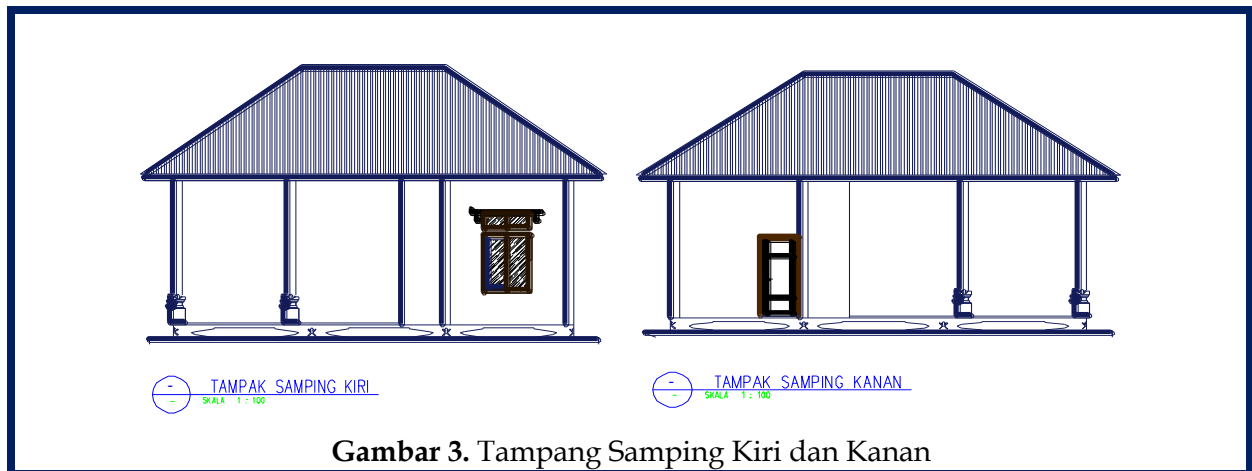 -
TAMPAK SAMPING KIRI
-
SKALA 1 : 100
-
TAMPAK SAMPING KANAN
-
SKALA 1 : 100
Gambar 3. Tampang Samping Kiri dan Kanan